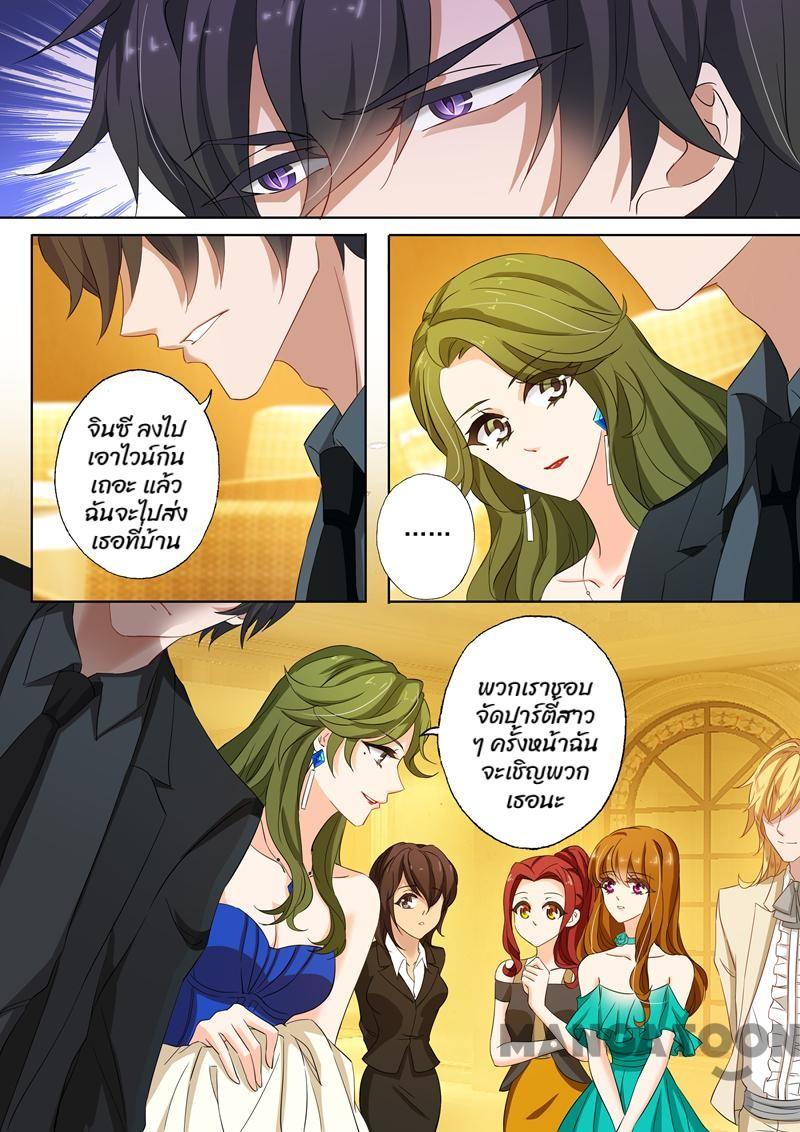 จินซี ลงไป
เอาไวน์กัน
เถอะ แล้ว
ฉันจะไปส่ง
เธอที่บ้าน
......
พวกเราชอบ
จัดปาร์ตี้สาว
ๆ ครั้งหน้าฉัน
จะเชิญพวก
เธอนะ
MANGATOON